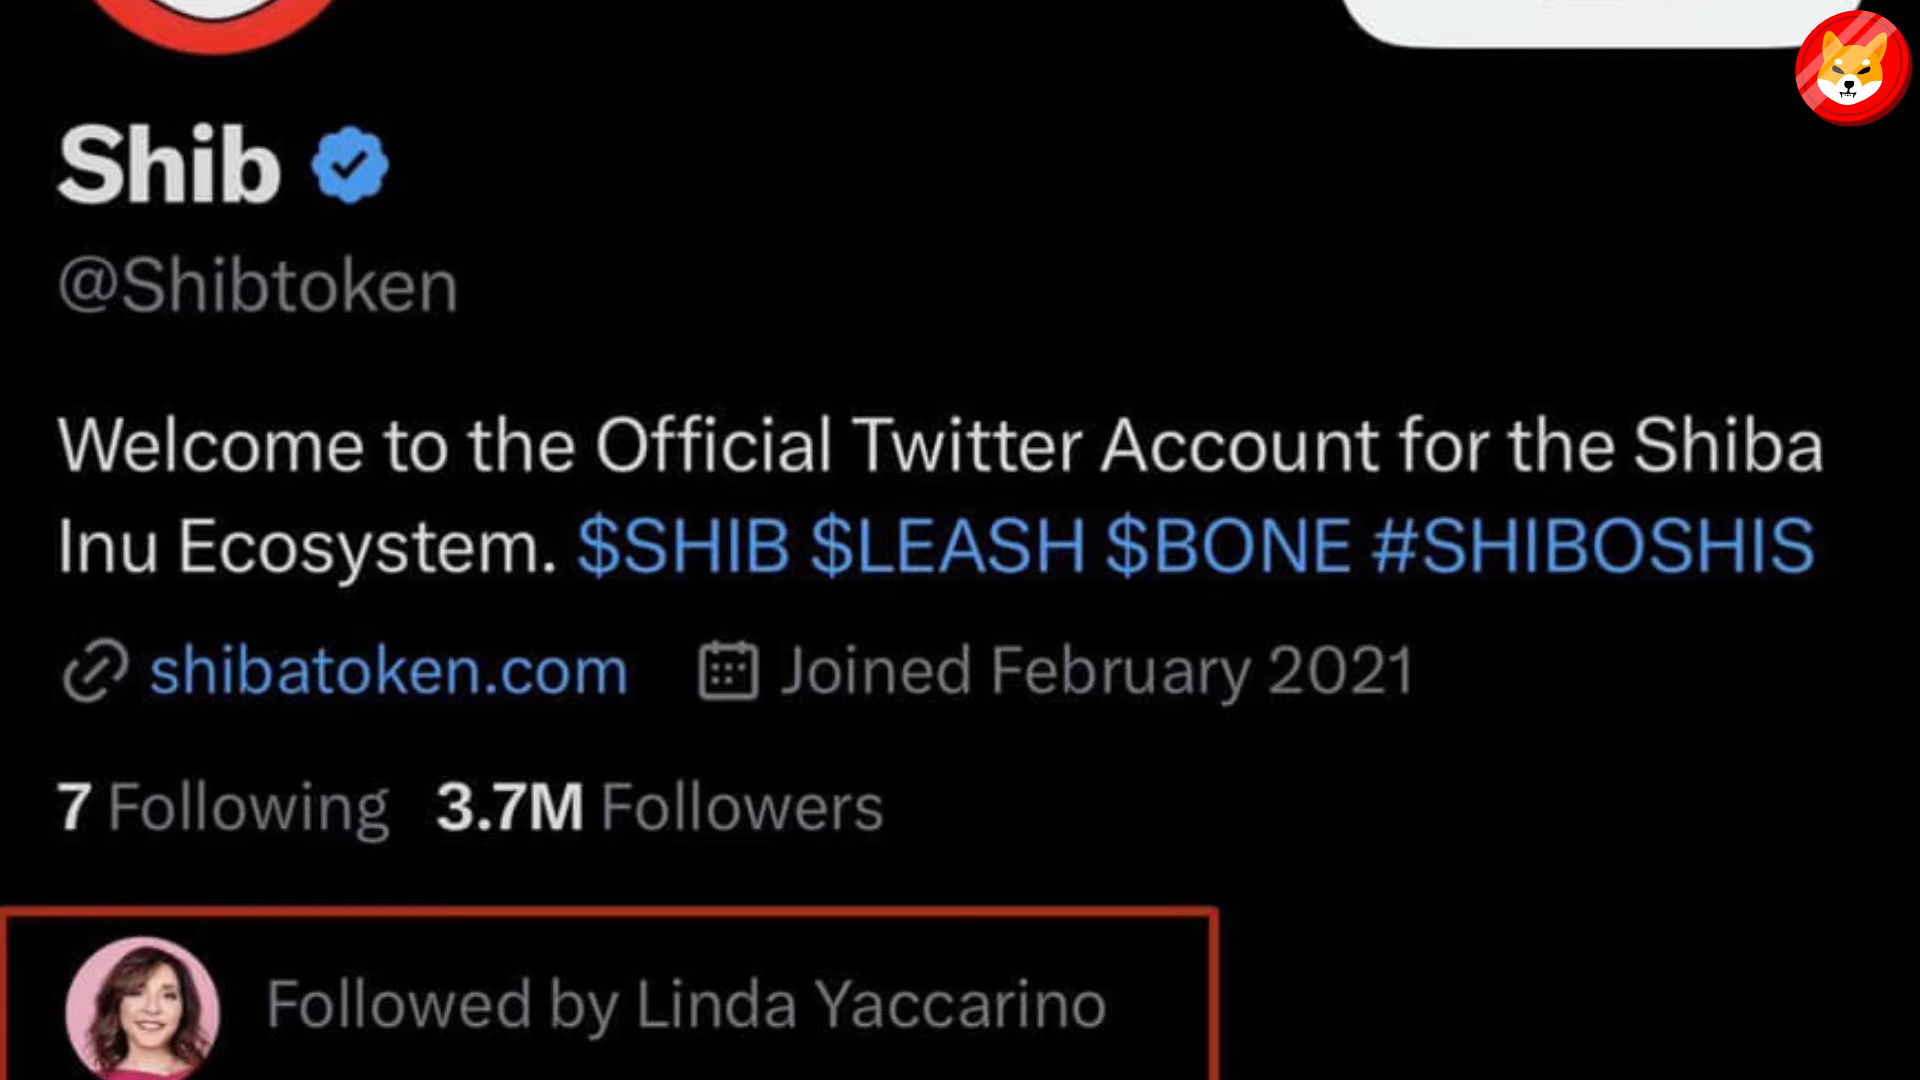 Shib
@Shibtoken
Welcome to the Official Twitter Account for the Shiba
Inu Ecosystem. $SHIB $LEASH $BONE #SHIBOSHIS
shibatoken.com Joined February 2021
7 Following 3.7M Followers
Followed by Linda Yaccarino